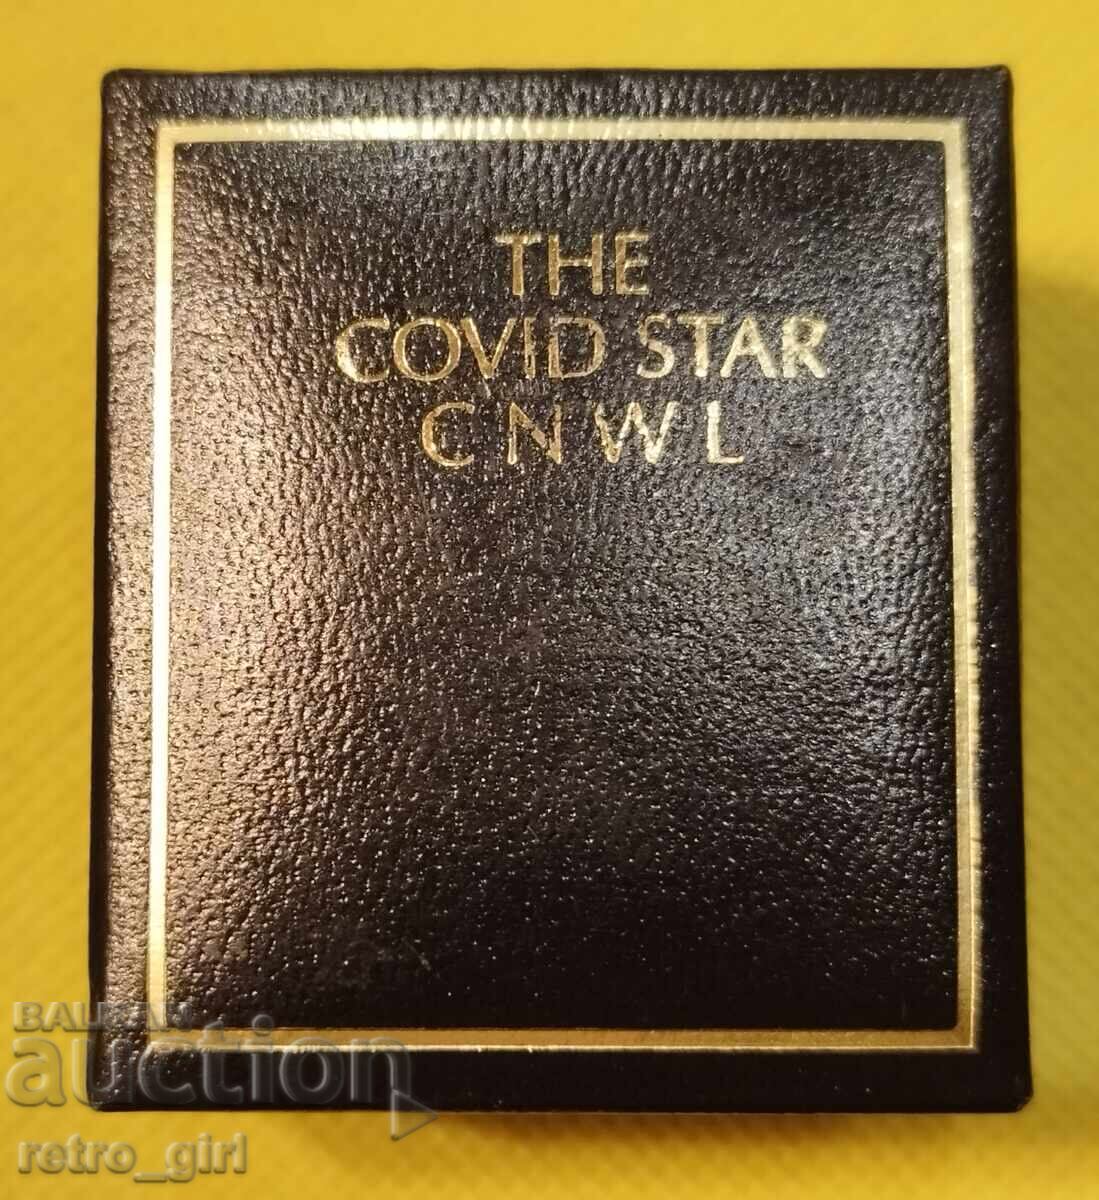 THE
COVID STAR
C N W L
BALKAN
auction
retro_girl